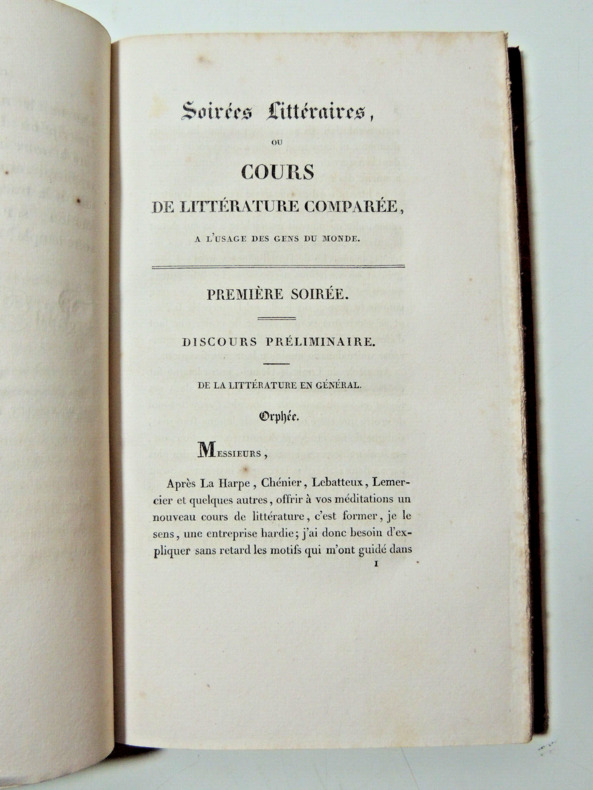 Soirées Littéraires,
OU
COURS
DE LITTÉRATURE COMPARÉE,
A L'USAGE DES GENS DU MONDE.
PREMIÈRE SOIRÉE.
DISCOURS PRÉLIMINAIRE.
DE LA LITTÉRATURE EN GÉNÉRAL.
Orphée.
MESSIEURS,
Après La Harpe, Chénier, Lebatteux, Lemer-
cier et quelques autres, offrir à vos méditations un
nouveau cours de littérature, c'est former, je le
sens, une entreprise hardie; j'ai donc besoin d'ex-
pliquer sans retard les motifs qui m'ont guidé dans
1